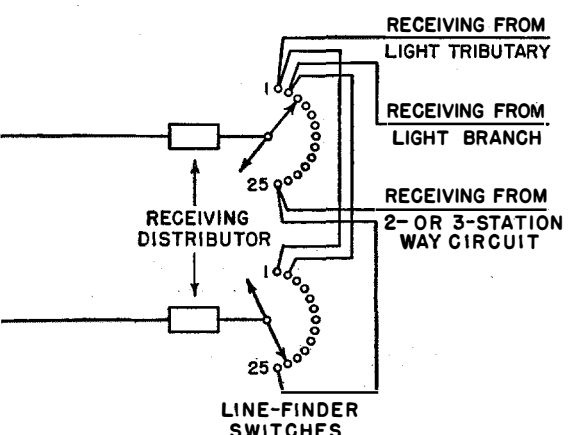 RECEIVING FROM
LIGHT TRIBUTARY
1
RECEIVING FROM
LIGHT BRANCH
25
RECEIVING FROM
2- OR 3-STATION
WAY CIRCUIT
RECEIVING
DISTRIBUTOR
1
25
LINE-FINDER
SWITCHES